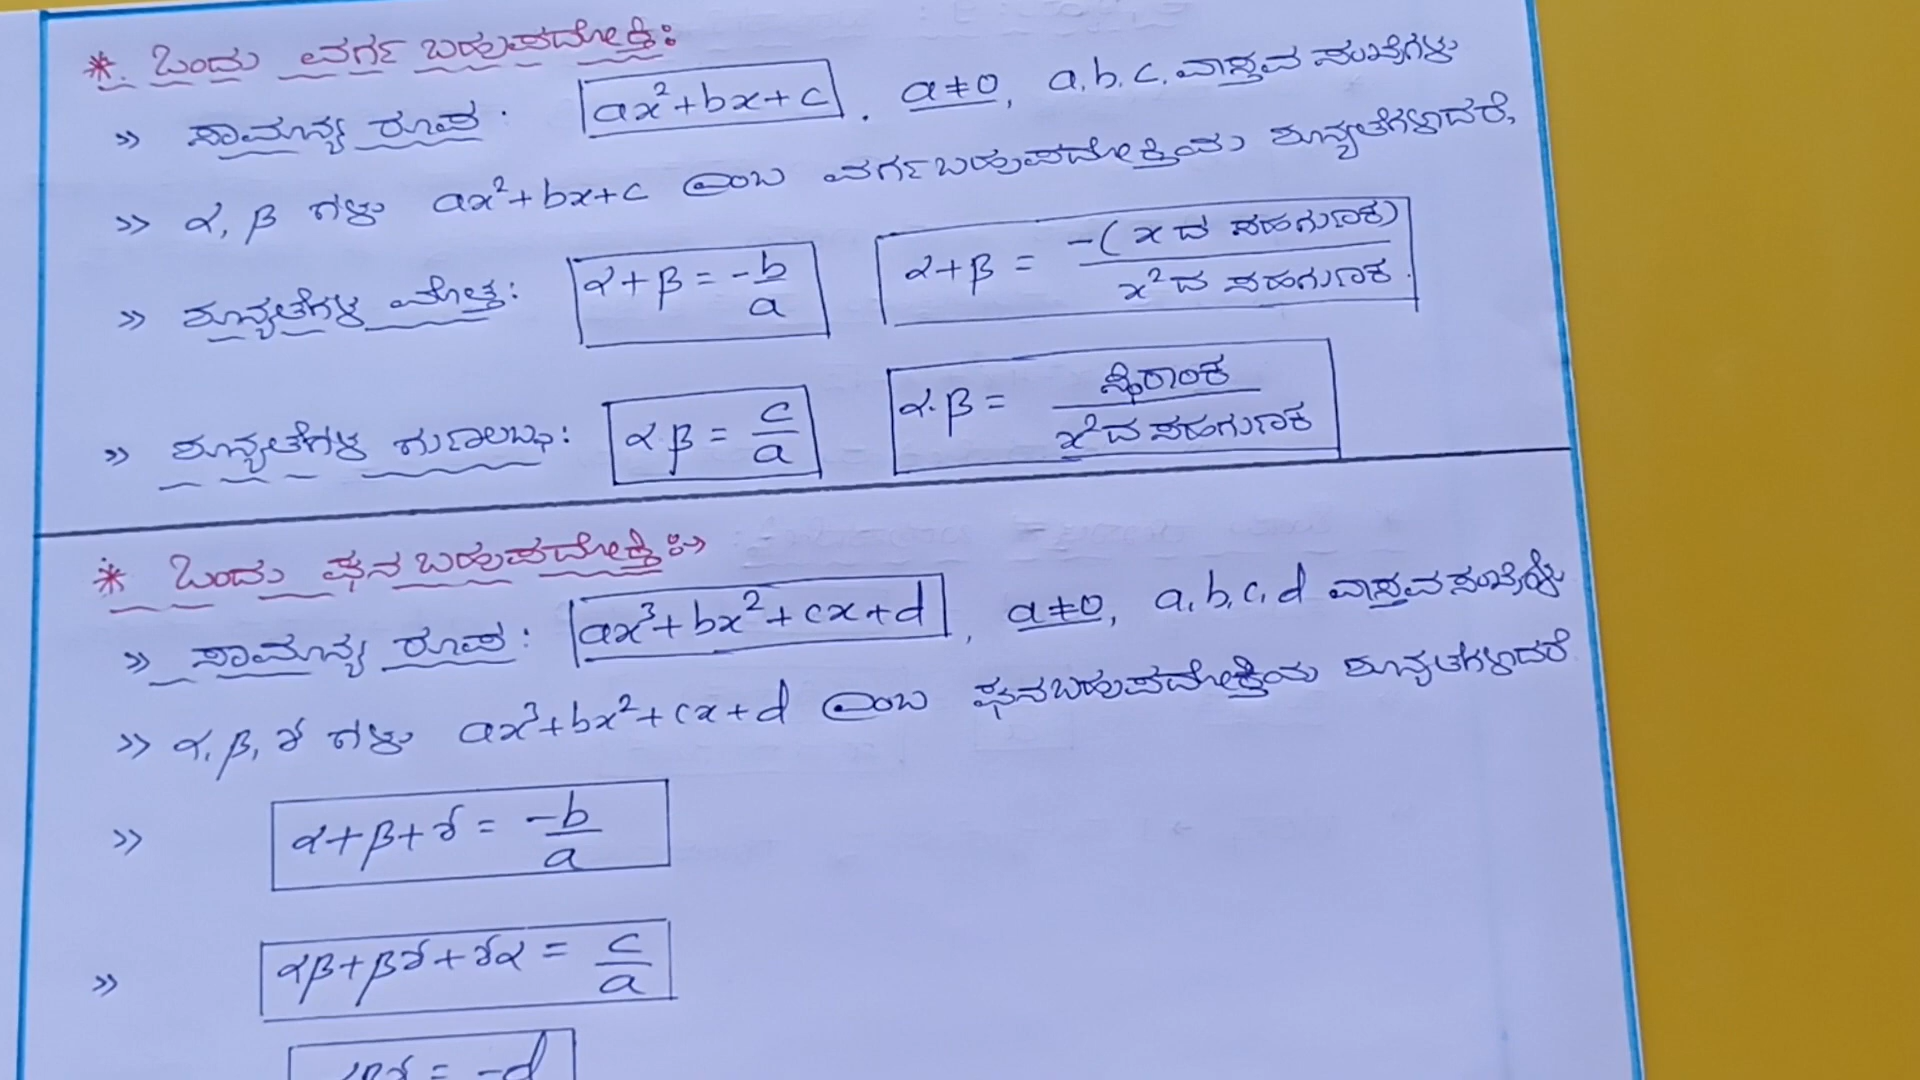 * ಒಂದು ವರ್ಗ ಬಹುಪದೋಕ್ತಿ:
» ಸಾಮಾನ್ಯ ರೂಪ: ax²+bx+c, a≠0, a, b, c, ವಾಸ್ತವ ಸಂಖ್ಯೆಗಳು
» α, β ಗಳು ax²+bx+c ಎಂಬ ವರ್ಗಬಹುಪದೋಕ್ತಿಯ ಶೂನ್ಯತೆಗಳಾದರೆ,
» ಶೂನ್ಯತೆಗಳ ಮೊತ್ತ: α+β = -b/a α+β = -(x ದ ಸಹಗುಣಕ)/x² ದ ಸಹಗುಣಕ.
» ಶೂನ್ಯತೆಗಳ ಗುಣಲಬ್ಧ: α.β = c/a α.β = ಸ್ಥಿರಾಂಕ/x² ದ ಸಹಗುಣಕ
* ಒಂದು ಘನ ಬಹುಪದೋಕ್ತಿ:→
» ಸಾಮಾನ್ಯ ರೂಪ: ax³+bx²+cx+d, a≠0, a, b, c, d ವಾಸ್ತವ ಸಂಖ್ಯೆಗಳು
» α, β, γ ಗಳು ax³+bx²+cx+d ಎಂಬ ಘನಬಹುಪದೋಕ್ತಿಯ ಶೂನ್ಯತೆಗಳಾದರೆ
» α+β+γ = -b/a
» αβ+βγ+γα = c/a
αβγ = -d